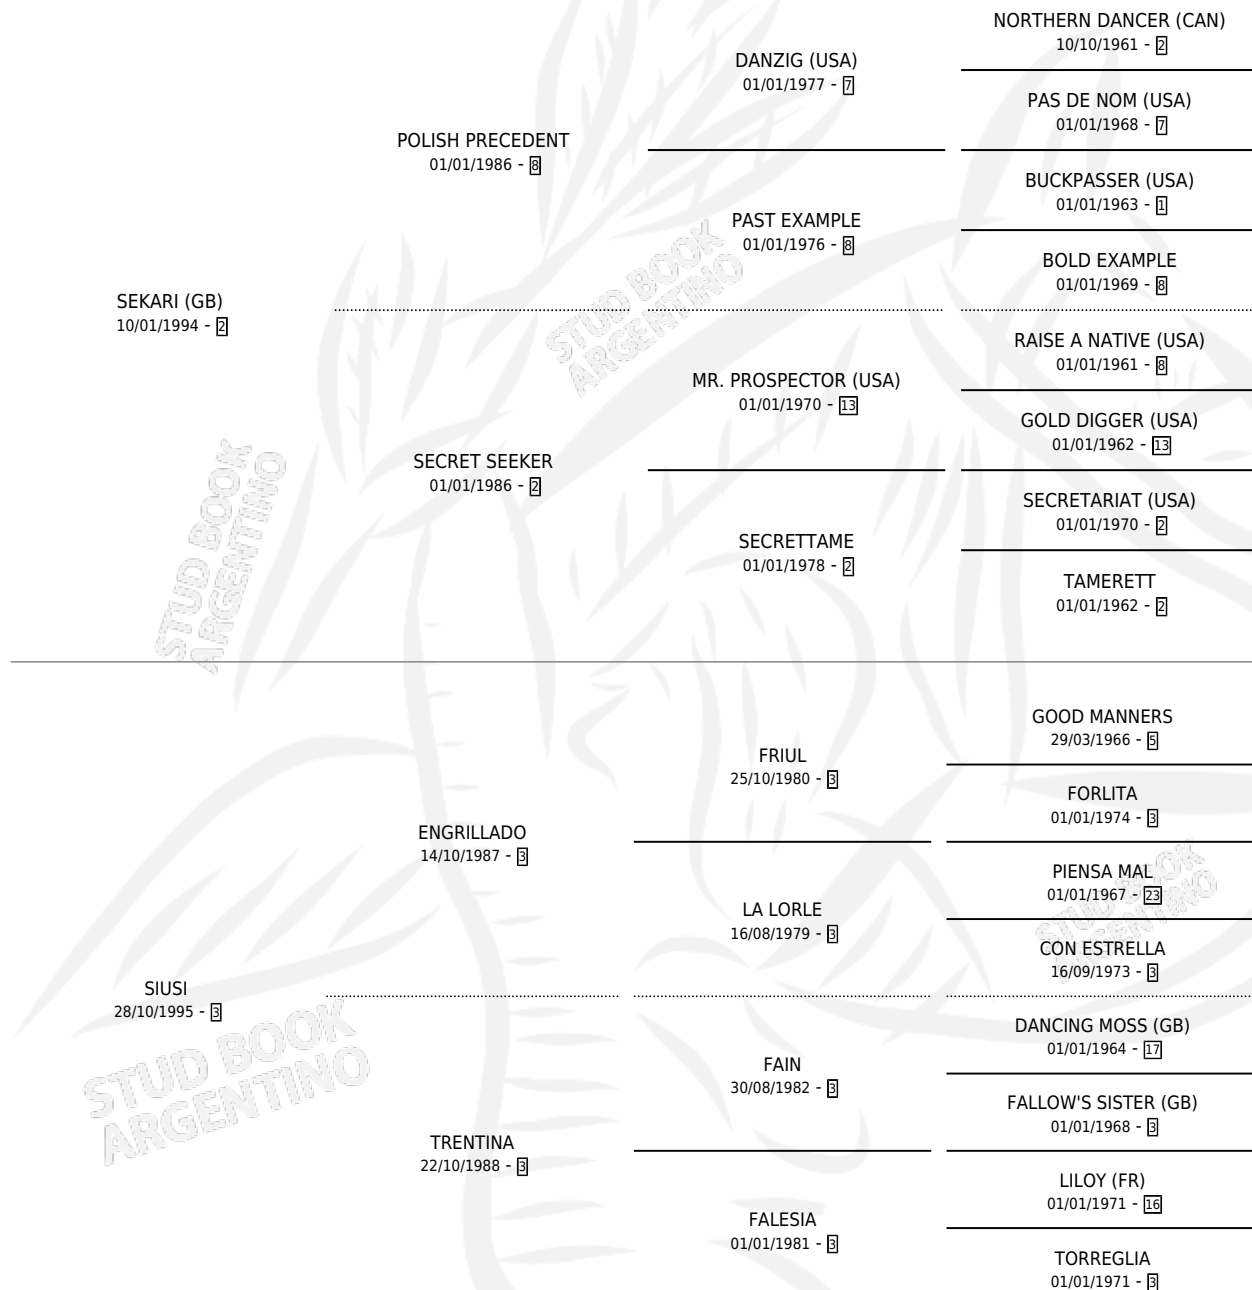 NORTHERN DANCER (CAN)
10/10/1961 - 2
DANZIG (USA)
01/01/1977 - 7
PAS DE NOM (USA)
01/01/1968 - 7
POLISH PRECEDENT
01/01/1986 - 8
BUCKPASSER (USA)
01/01/1963 - 1
PAST EXAMPLE
01/01/1976 - 8
BOLD EXAMPLE
01/01/1969 - 8
SEKARI (GB)
10/01/1994 - 2
STUD BOOK
ARGENTINO
RAISE A NATIVE (USA)
01/01/1961 - 8
MR. PROSPECTOR (USA)
01/01/1970 - 13
GOLD DIGGER (USA)
01/01/1962 - 13
SECRET SEEKER
01/01/1986 - 2
SECRETARIAT (USA)
01/01/1970 - 2
SECRETTAME
01/01/1978 - 2
TAMERETT
01/01/1962 - 2
STUD BOOK
ARGENTINO
GOOD MANNERS
29/03/1966 - 5
FRIUL
25/10/1980 - 3
FORLITA
01/01/1974 - 3
ENGRILLADO
14/10/1987 - 3
PIENSA MAL
01/01/1967 - 23
LA LORLE
16/08/1979 - 3
STUD BOOK
ARGENTINO
CON ESTRELLA
16/09/1973 - 3
SIUSI
28/10/1995 - 3
DANCING MOSS (GB)
01/01/1964 - 17
FAIN
30/08/1982 - 3
FALLOW'S SISTER (GB)
01/01/1968 - 3
STUD BOOK
ARGENTINO
TRENTINA
22/10/1988 - 3
LILOY (FR)
01/01/1971 - 16
FALESIA
01/01/1981 - 3
TORREGLIA
01/01/1971 - 3